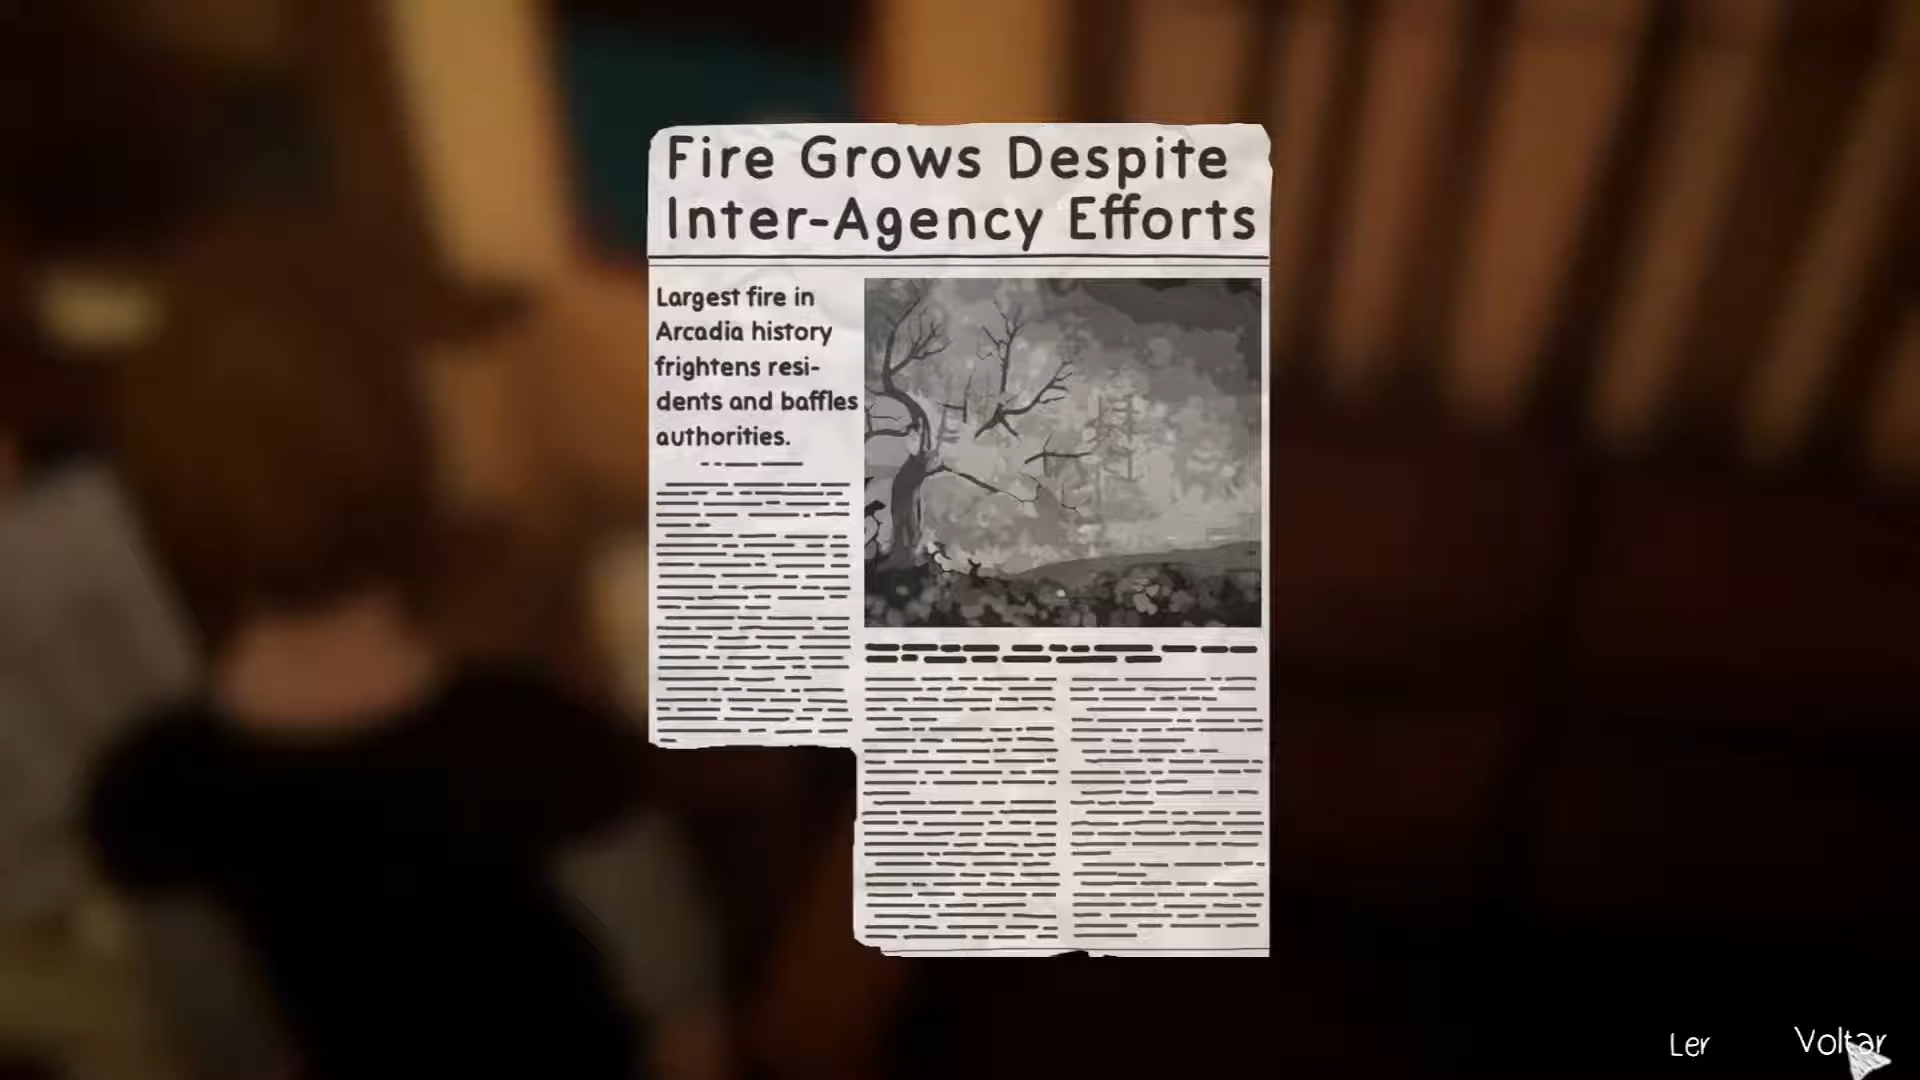 Fire Grows Despite
Inter-Agency Efforts
Largest fire in
Arcadia history
frightens resi-
dents and baffles
authorities.
Ler
Voltar